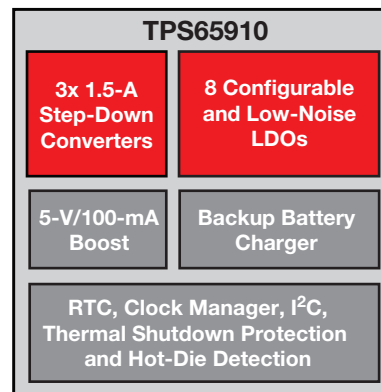 TPS65910
3x 1.5-A
Step-Down
Converters
8 Configurable
and Low-Noise
LDOs
5-V/100-mA
Boost
Backup Battery
Charger
RTC, Clock Manager, I²C,
Thermal Shutdown Protection
and Hot-Die Detection